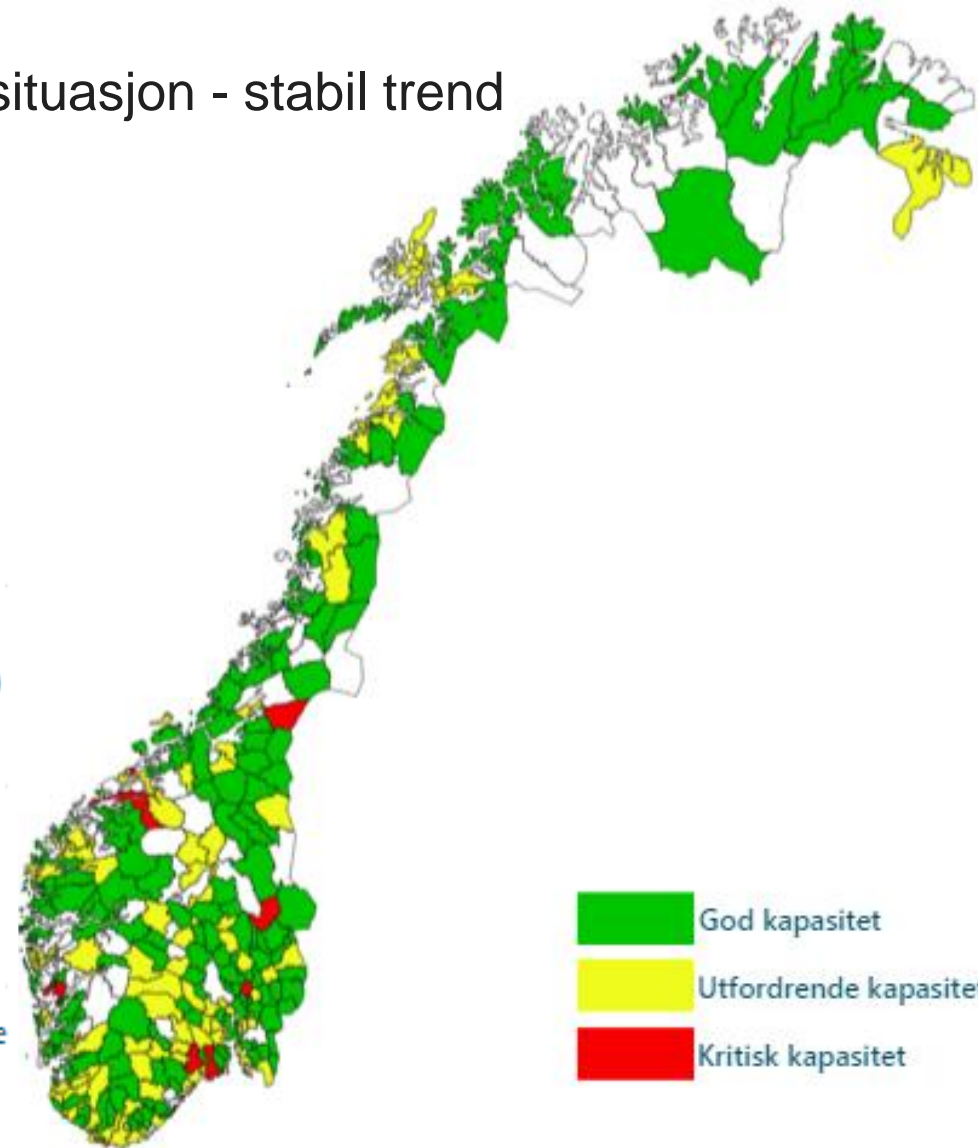 situasjon - stabil trend
God kapasitet
Utfordrende kapasitet
Kritisk kapasitet
e